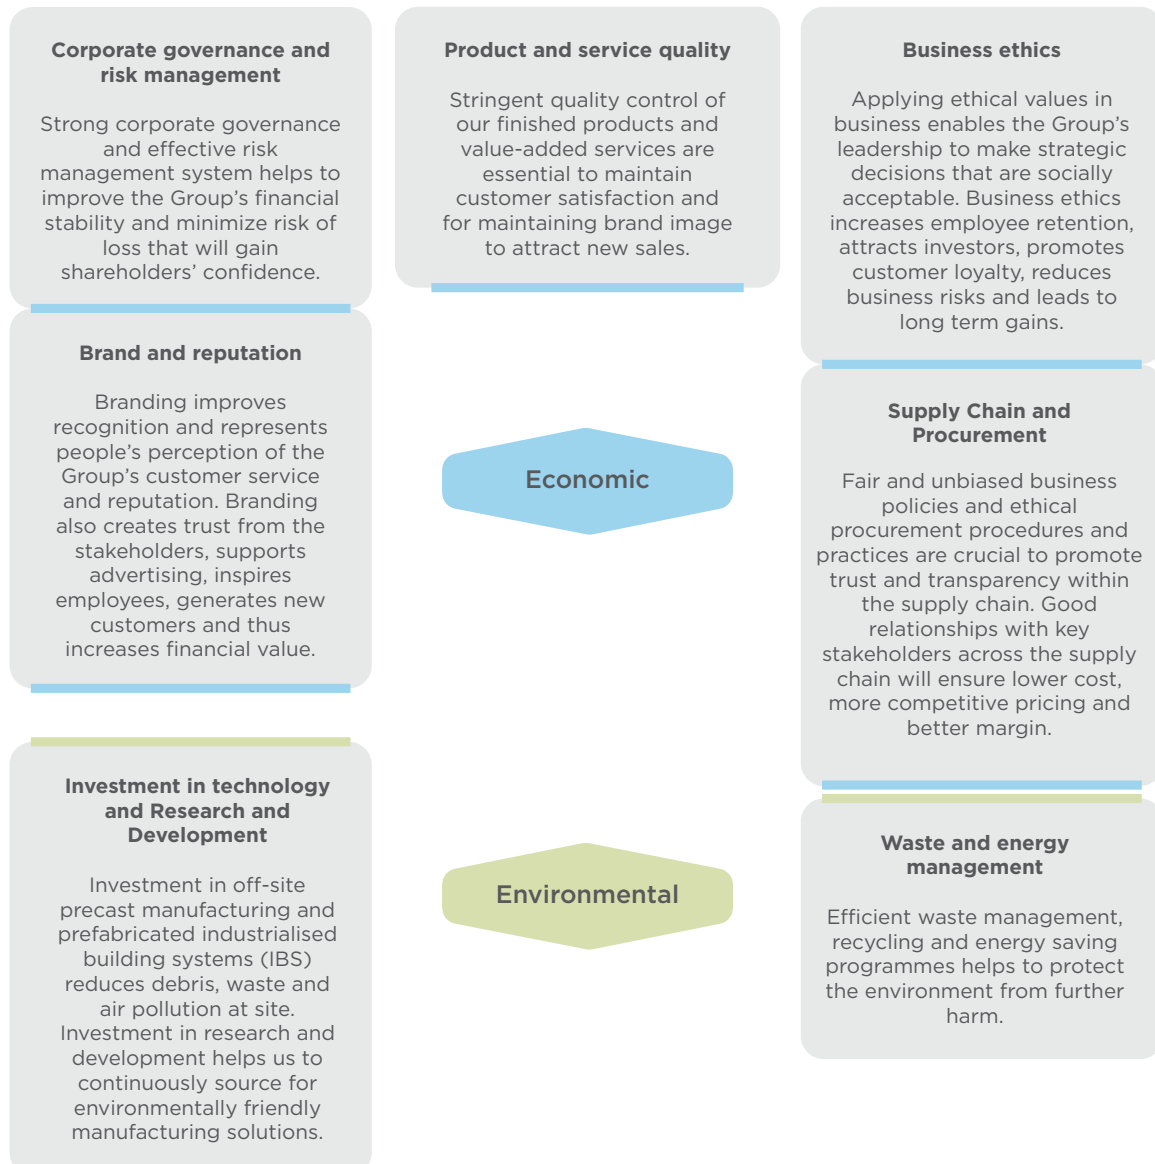 Corporate governance and
risk management
Strong corporate governance
and effective risk
management system helps to
improve the Group’s financial
stability and minimize risk of
loss that will gain
shareholders’ confidence.
Product and service quality
Stringent quality control of
our finished products and
value-added services are
essential to maintain
customer satisfaction and
for maintaining brand image
to attract new sales.
Business ethics
Applying ethical values in
business enables the Group’s
leadership to make strategic
decisions that are socially
acceptable. Business ethics
increases employee retention,
attracts investors, promotes
customer loyalty, reduces
business risks and leads to
long term gains.
Brand and reputation
Branding improves
recognition and represents
people’s perception of the
Group’s customer service
and reputation. Branding
also creates trust from the
stakeholders, supports
advertising, inspires
employees, generates new
customers and thus
increases financial value.
Economic
Supply Chain and
Procurement
Fair and unbiased business
policies and ethical
procurement procedures and
practices are crucial to promote
trust and transparency within
the supply chain. Good
relationships with key
stakeholders across the supply
chain will ensure lower cost,
more competitive pricing and
better margin.
Investment in technology
and Research and
Development
Investment in off-site
precast manufacturing and
prefabricated industrialised
building systems (IBS)
reduces debris, waste and
air pollution at site.
Investment in research and
development helps us to
continuously source for
environmentally friendly
manufacturing solutions.
Environmental
Waste and energy
management
Efficient waste management,
recycling and energy saving
programmes helps to protect
the environment from further
harm.